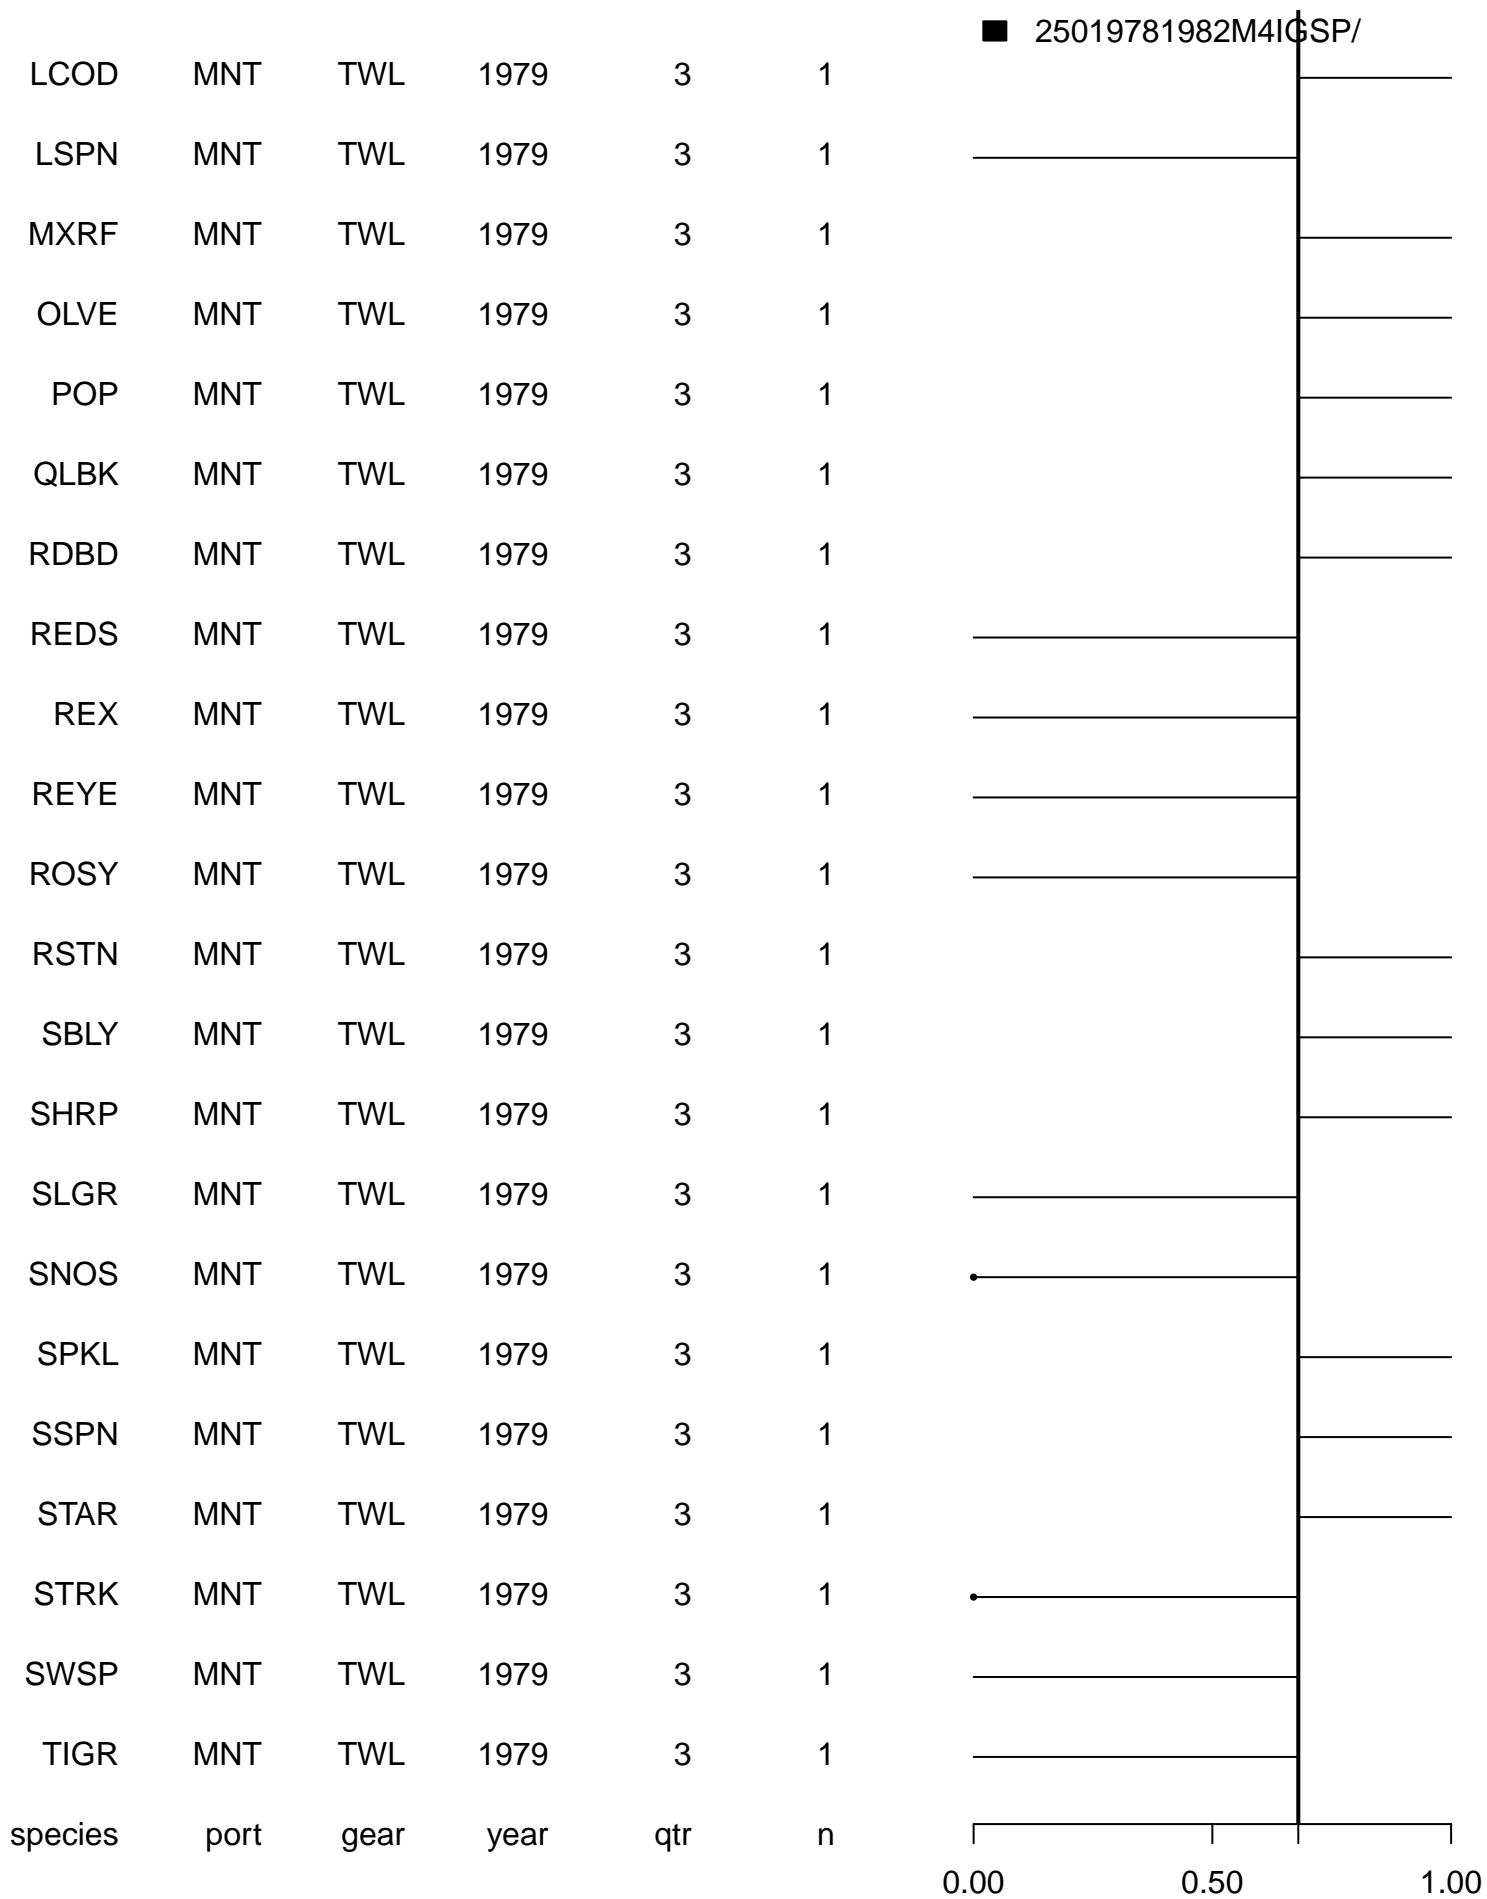 25019781982M4IGSP/
LCOD MNT TWL 1979 3 1
LSPN MNT TWL 1979 3 1
MXRF MNT TWL 1979 3 1
OLVE MNT TWL 1979 3 1
POP MNT TWL 1979 3 1
QLBK MNT TWL 1979 3 1
RDBD MNT TWL 1979 3 1
REDS MNT TWL 1979 3 1
REX MNT TWL 1979 3 1
REYE MNT TWL 1979 3 1
ROSY MNT TWL 1979 3 1
RSTN MNT TWL 1979 3 1
SBLY MNT TWL 1979 3 1
SHRP MNT TWL 1979 3 1
SLGR MNT TWL 1979 3 1
SNOS MNT TWL 1979 3 1
SPKL MNT TWL 1979 3 1
SSPN MNT TWL 1979 3 1
STAR MNT TWL 1979 3 1
STRK MNT TWL 1979 3 1
SWSP MNT TWL 1979 3 1
TIGR MNT TWL 1979 3 1
species port gear year qtr n
0.00 0.50 1.00